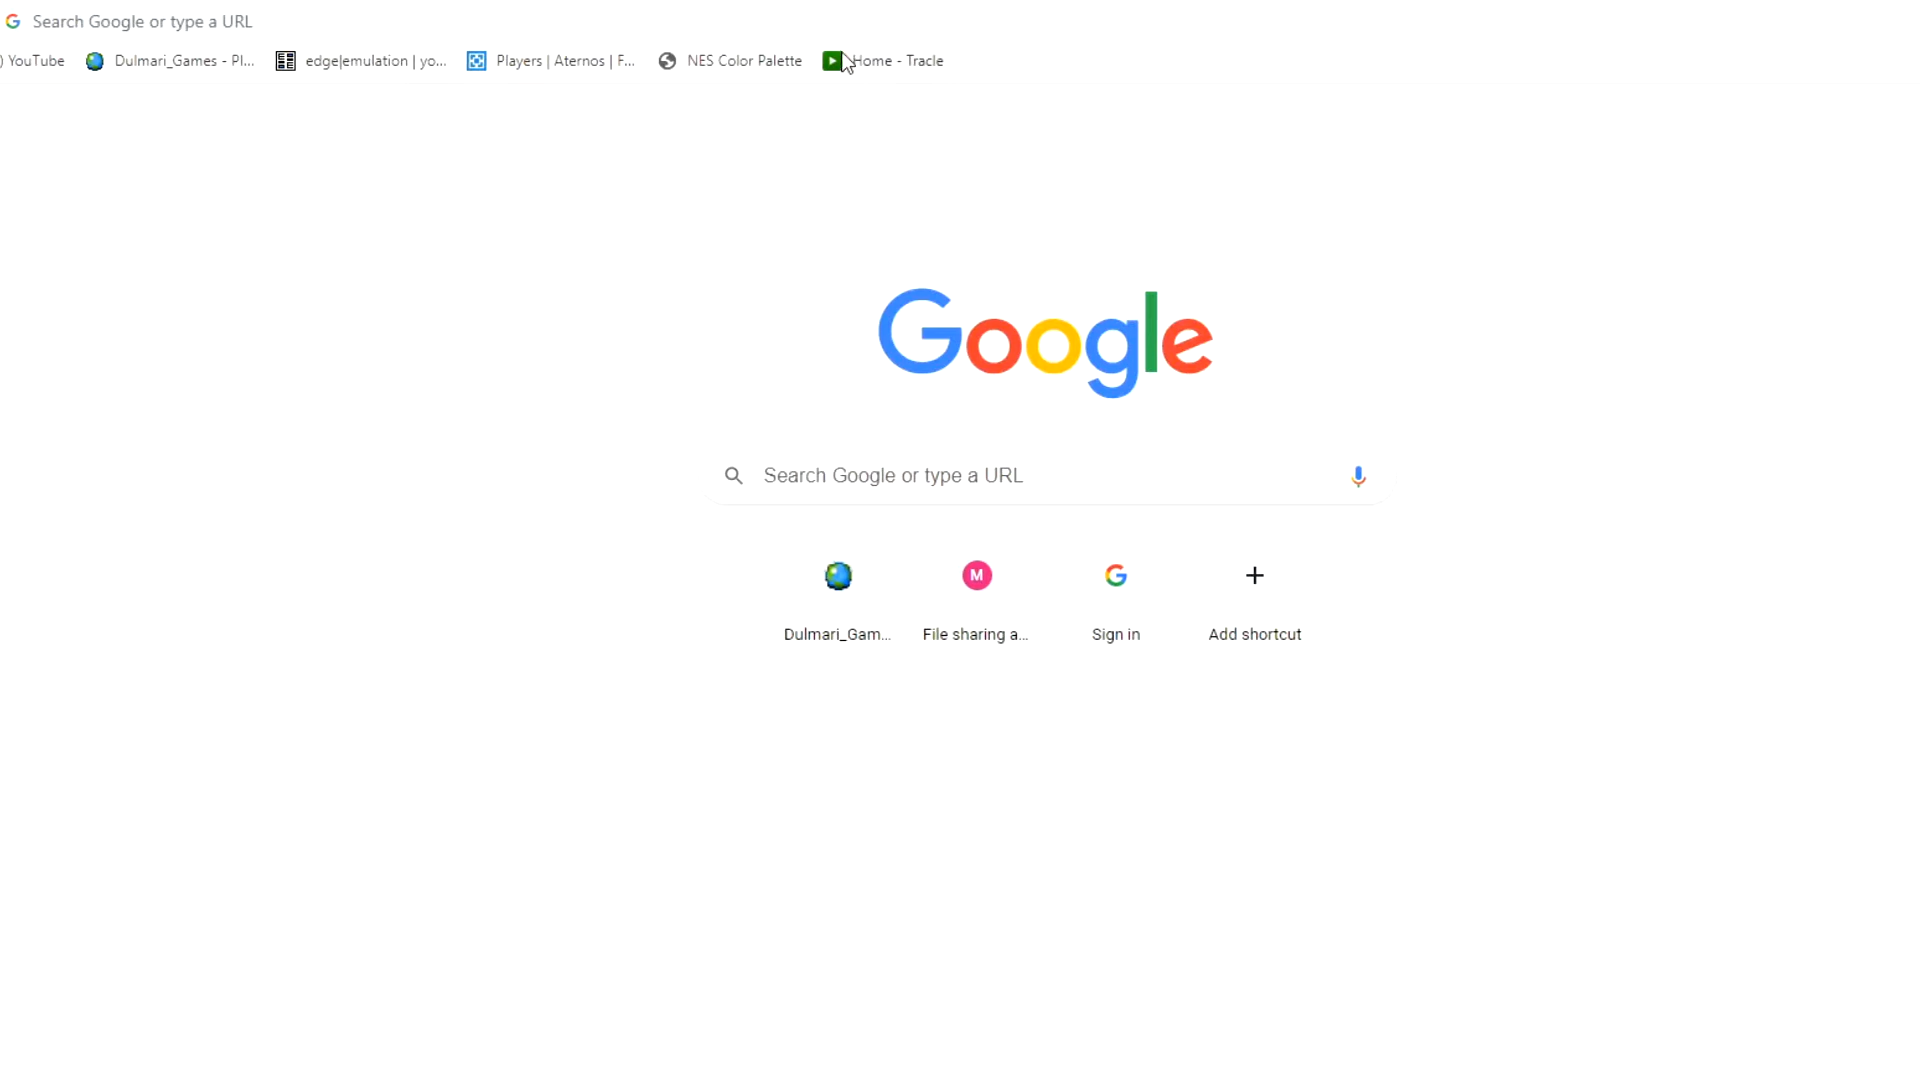 Search Google or type a URL
) YouTube Dulmari_Games - Pl... edge|emulation | yo... Players | Aternos | F... NES Color Palette Home - Tracle
Google
Search Google or type a URL
M
Dulmari_Gam... File sharing a... Sign in Add shortcut